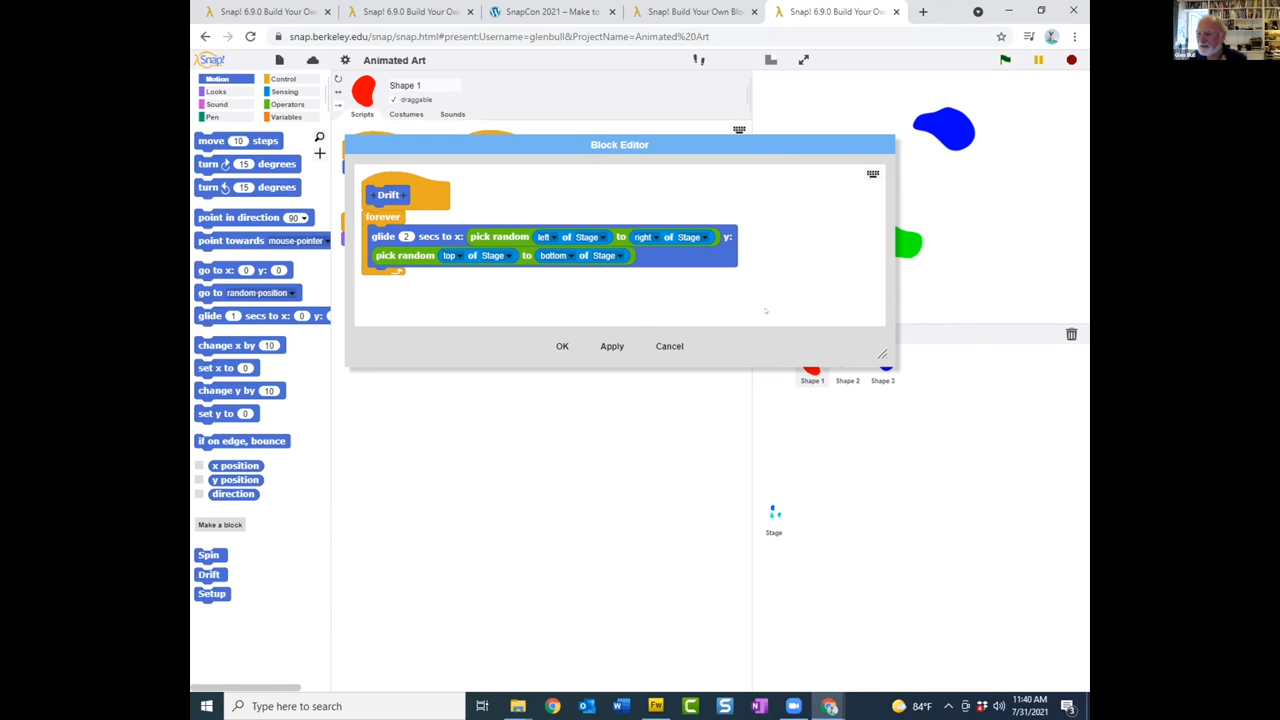 Snap! 6.9.0 Build Your Own
Snap! 6.9.0 Build Your Own
SnapCon 2021 – Make to
Snap! Build Your Own Blo
Snap! 6.9.0 Build Your Own
snap.berkeley.edu/snap/snap.html#present:Username=glenbull&ProjectName=Animated%20Art
Snap!
Animated Art
Motion
Control
Looks
Sensing
Sound
Operators
Pen
Variables
Shape 1
draggable
Scripts
Costumes
Sounds
move 10 steps
turn 15 degrees
turn 15 degrees
point in direction 90
point towards mouse-pointer
go to x: 0 y: 0
go to random position
glide 1 secs to x: 0 y:
change x by 10
set x to 0
change y by 10
set y to 0
if on edge, bounce
x position
y position
direction
Make a block
Spin
Drift
Setup
Block Editor
Drift
forever
glide 2 secs to x: pick random left of Stage to right of Stage y:
pick random top of Stage to bottom of Stage
OK
Apply
Cancel
Shape 1
Shape 2
Shape 3
Stage
Glen Bull
Type here to search
84°F
11:40 AM
7/31/2021
3